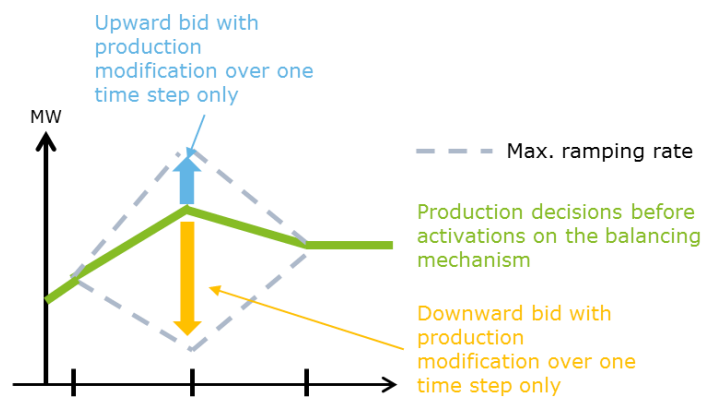 Upward bid with
production
modification over one
time step only
MW
Max. ramping rate
Production decisions before
activations on the balancing
mechanism
Downward bid with
production
modification over one
time step only